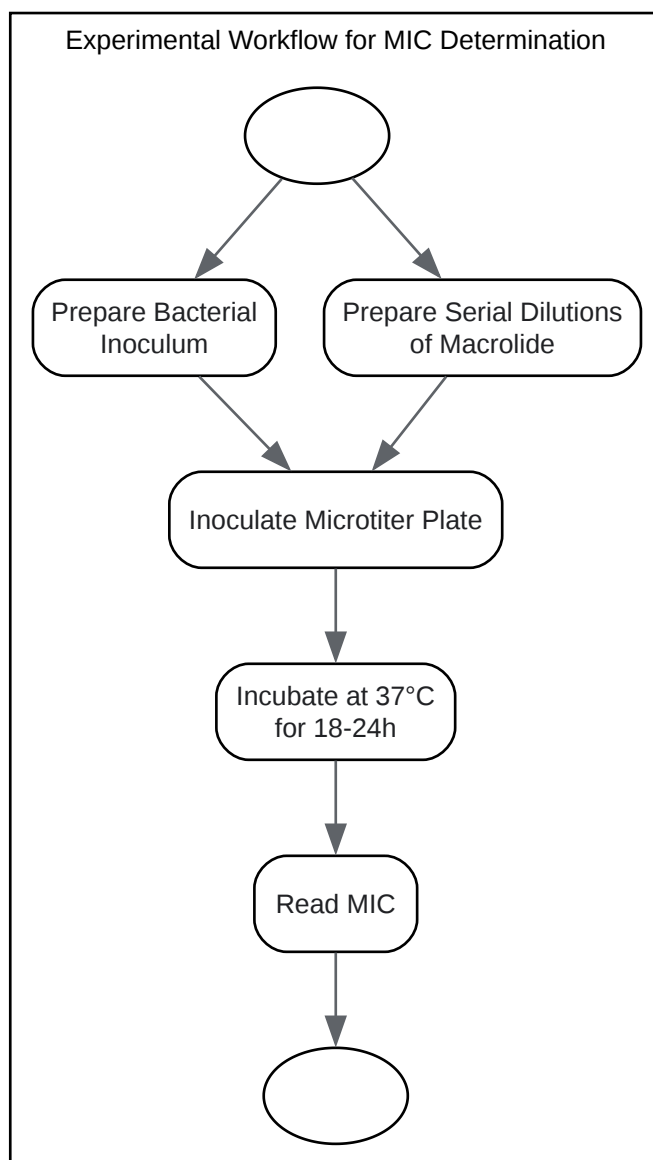 Experimental Workflow for MIC Determination
Prepare Bacterial
Inoculum
Prepare Serial Dilutions
of Macrolide
Inoculate Microtiter Plate
Incubate at 37°C
for 18-24h
Read MIC